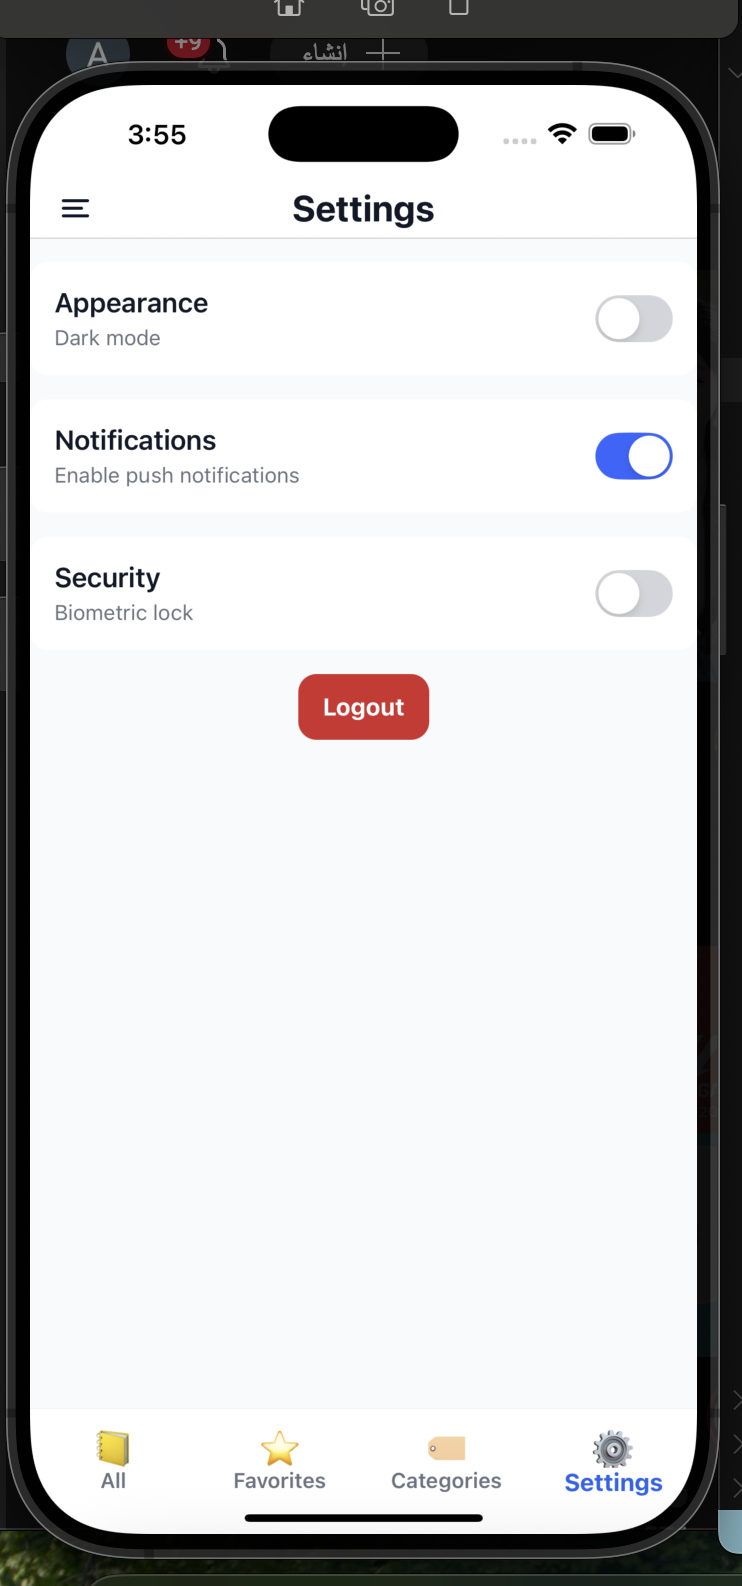 A
+9
إنشاء
3:55
Settings
Appearance
Dark mode
Notifications
Enable push notifications
Security
Biometric lock
Logout
All
Favorites
Categories
Settings